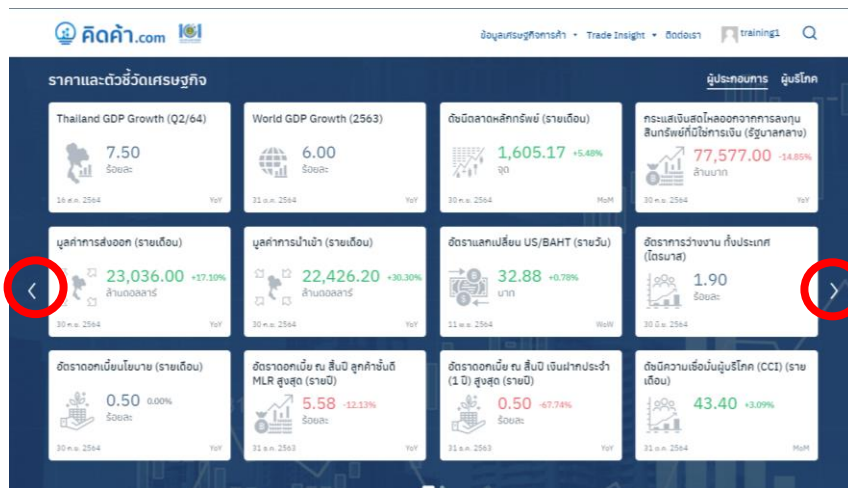 คิดค้า.com
ข้อมูลเศรษฐกิจการค้า Trade Insight ติดต่อเรา training1
ราคาและตัวชี้วัดเศรษฐกิจ
ผู้ประกอบการ ผู้บริโภค
Thailand GDP Growth (Q2/64)
7.50
ร้อยละ
16 ส.ค. 2564 YoY
World GDP Growth (2563)
6.00
ร้อยละ
31 ต.ค. 2564 YoY
ดัชนีตลาดหลักทรัพย์ (รายเดือน)
1,605.17 +5.48%
จุด
30 ก.ย. 2564 MoM
กระแสเงินสดไหลออกจากการลงทุน
สินทรัพย์ที่มิใช่การเงิน (รัฐบาลกลาง)
77,577.00 -14.85%
ล้านบาท
30 ก.ย. 2564 YoY
มูลค่าการส่งออก (รายเดือน)
23,036.00 +17.10%
ล้านดอลลาร์
30 ก.ย. 2564 YoY
มูลค่าการนำเข้า (รายเดือน)
22,426.20 +30.30%
ล้านดอลลาร์
30 ก.ย. 2564 YoY
อัตราแลกเปลี่ยน US/BAHT (รายวัน)
32.88 +0.78%
บาท
11 พ.ย. 2564 WoW
อัตราการว่างงาน ทั้งประเทศ
(ไตรมาส)
1.90
ร้อยละ
30 มิ.ย. 2564
อัตราดอกเบี้ยนโยบาย (รายเดือน)
0.50 0.00%
ร้อยละ
30 ก.ย. 2564 YoY
อัตราดอกเบี้ย ณ สิ้นปี ลูกค้าชั้นดี
MLR สูงสุด (รายปี)
5.58 -12.13%
ร้อยละ
31 ธ.ค. 2563 YoY
อัตราดอกเบี้ย ณ สิ้นปี เงินฝากประจำ
(1 ปี) สูงสุด (รายปี)
0.50 -67.74%
ร้อยละ
31 ธ.ค. 2563 YoY
ดัชนีความเชื่อมั่นผู้บริโภค (CCI) (ราย
เดือน)
43.40 +3.09%
31 ต.ค. 2564 MoM